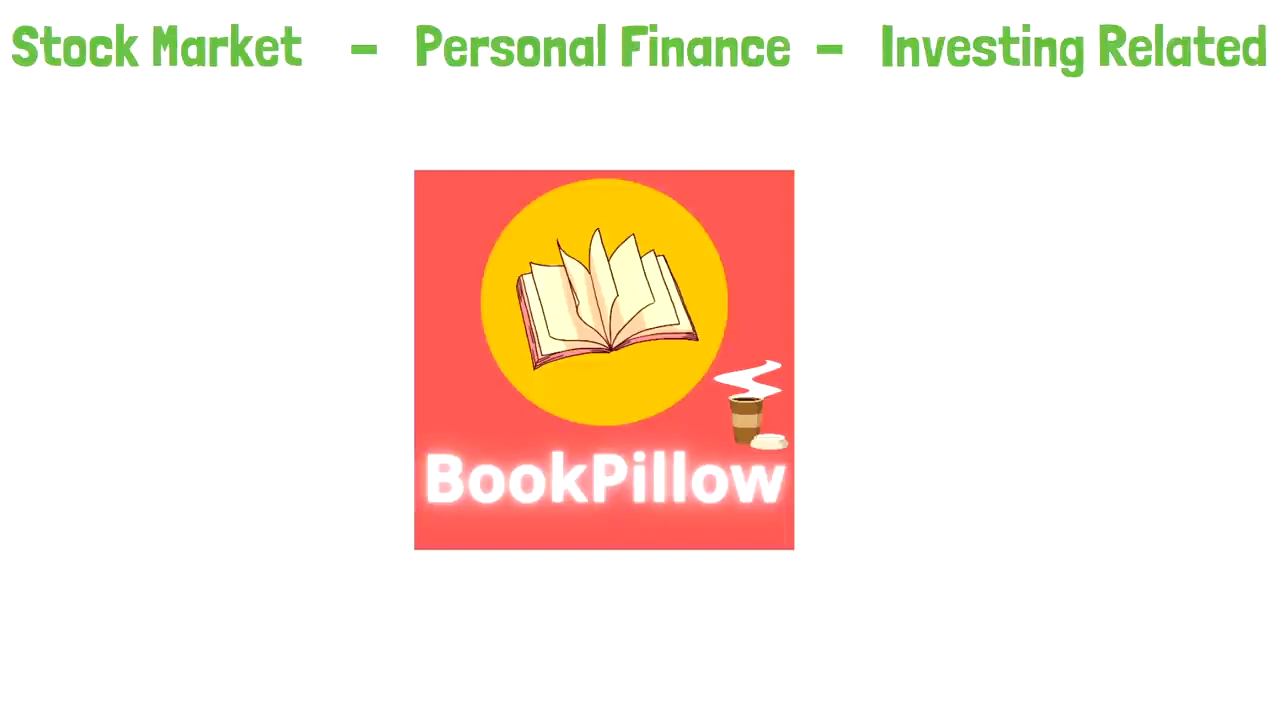 Stock Market - Personal Finance - Investing Related
BookPillow